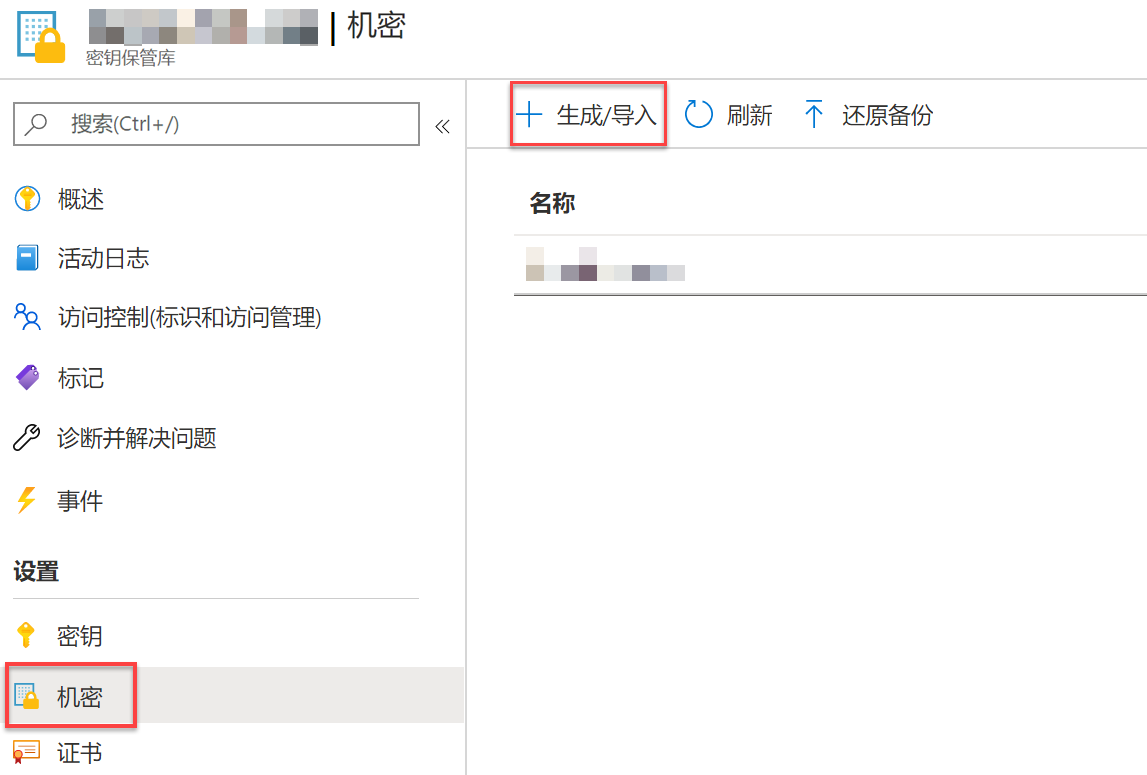 | 机密
密钥保管库
搜索(Ctrl+/)
«
生成/导入
刷新
还原备份
概述
活动日志
访问控制(标识和访问管理)
标记
诊断并解决问题
事件
设置
密钥
机密
证书
名称